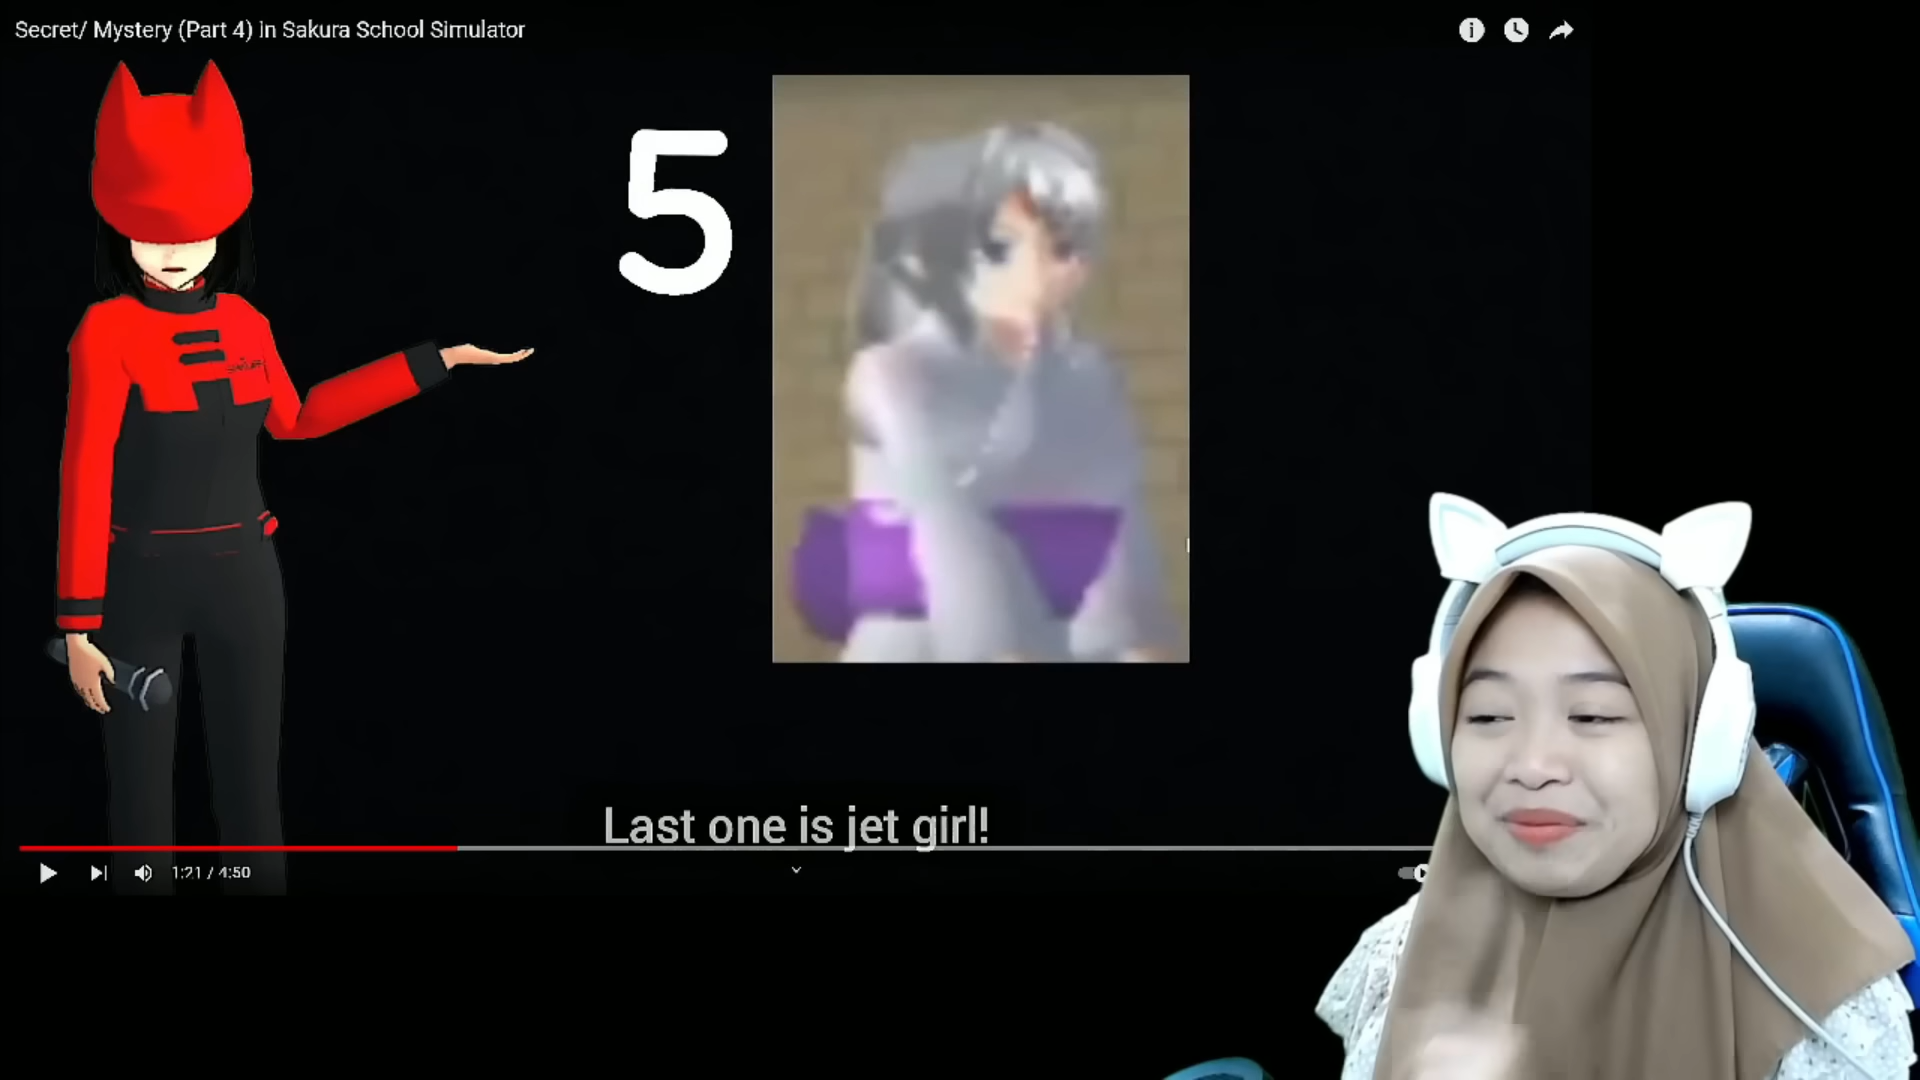 Secret/ Mystery (Part 4) in Sakura School Simulator
5
Last one is jet girl!
1:21 / 4:50